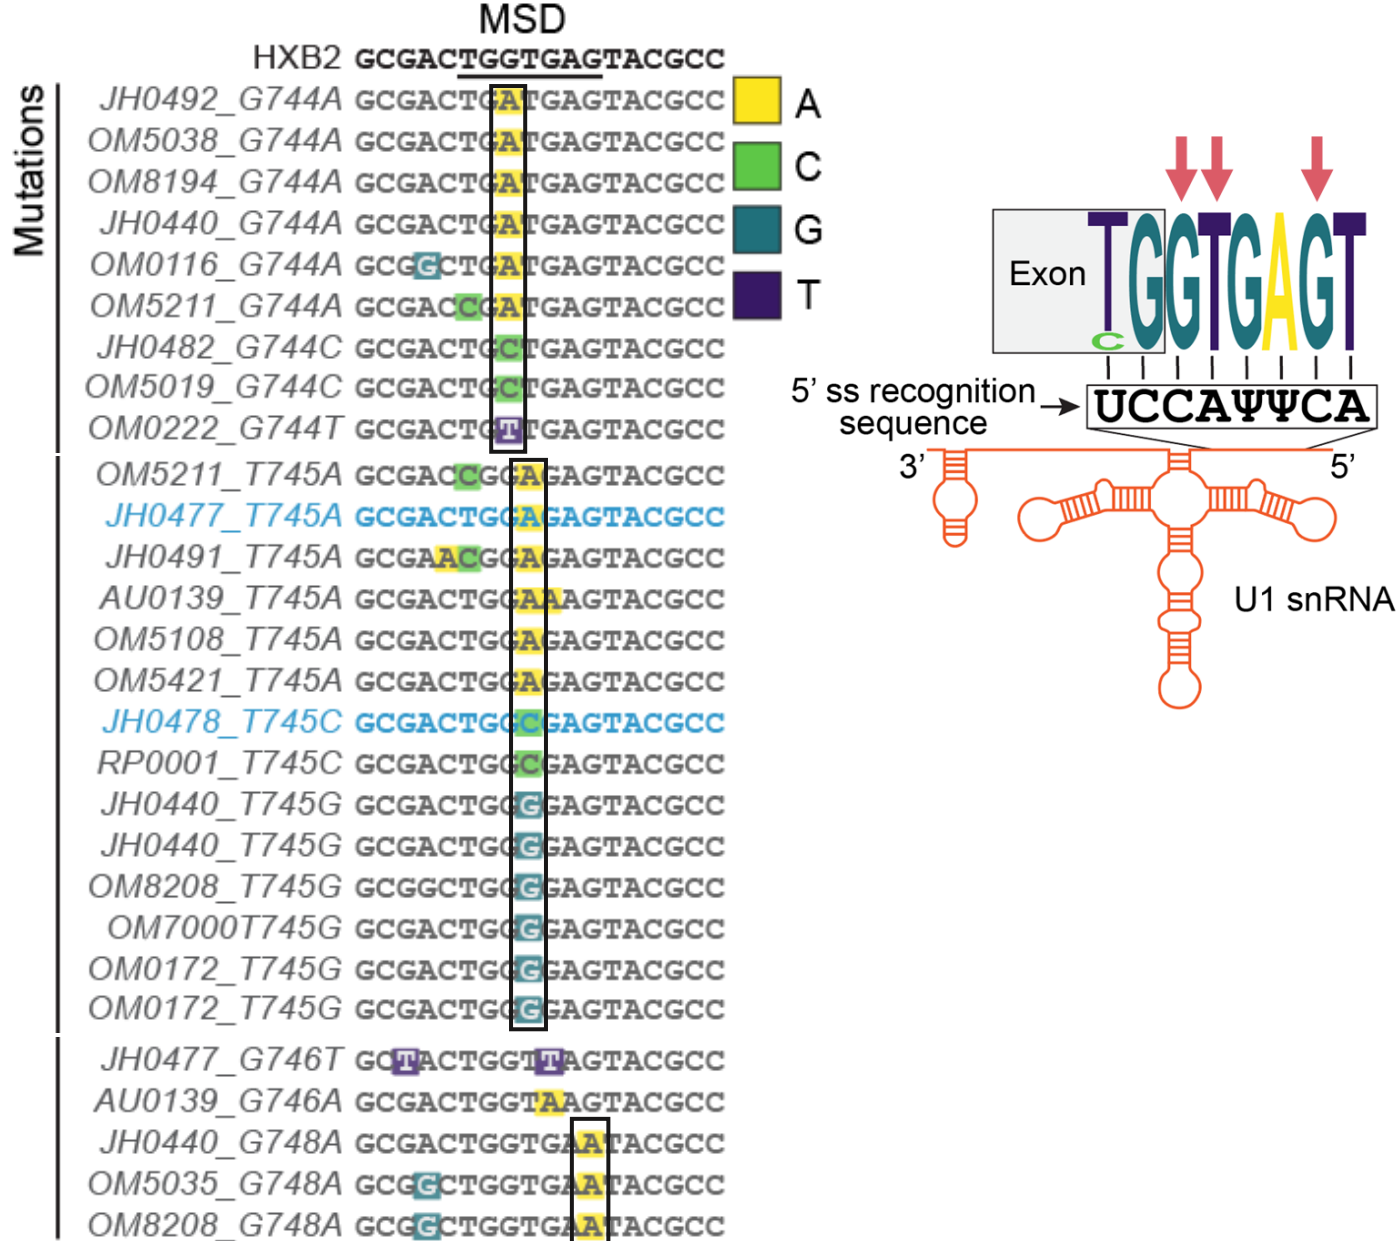 MSD
HXB2 GCGACTGGTGAGTACGCC
Mutations
JH0492_G744A GCGACTGATGAGTACGCC
OM5038_G744A GCGACTGATGAGTACGCC
OM8194_G744A GCGACTGATGAGTACGCC
JH0440_G744A GCGACTGATGAGTACGCC
OM0116_G744A GCGGCTGATGAGTACGCC
OM5211_G744A GCGACCGATGAGTACGCC
JH0482_G744C GCGACTGCTGAGTACGCC
OM5019_G744C GCGACTGCTGAGTACGCC
OM0222_G744T GCGACTGTTGAGTACGCC
OM5211_T745A GCGACCGGAGAGTACGCC
JH0477_T745A GCGACTGGAGAGTACGCC
JH0491_T745A GCGAACGGAGAGTACGCC
AU0139_T745A GCGACTGGAAAGTACGCC
OM5108_T745A GCGACTGGAGAGTACGCC
OM5421_T745A GCGACTGGAGAGTACGCC
JH0478_T745C GCGACTGGCGAGTACGCC
RP0001_T745C GCGACTGGCGAGTACGCC
JH0440_T745G GCGACTGGGGAGTACGCC
JH0440_T745G GCGACTGGGGAGTACGCC
OM8208_T745G GCGGCTGGGGAGTACGCC
OM7000T745G GCGACTGGGGAGTACGCC
OM0172_T745G GCGACTGGGGAGTACGCC
OM0172_T745G GCGACTGGGGAGTACGCC
JH0477_G746T GCTACTGGTTAGTACGCC
AU0139_G746A GCGACTGGTAAGTACGCC
JH0440_G748A GCGACTGGTGAATACGCC
OM5035_G748A GCGGCTGGTGAATACGCC
OM8208_G748A GCGGCTGGTGAATACGCC
A
C
G
T
Exon
TGGTGAGT
C
5' ss recognition
sequence
UCCAΨΨCA
3' 5'
U1 snRNA